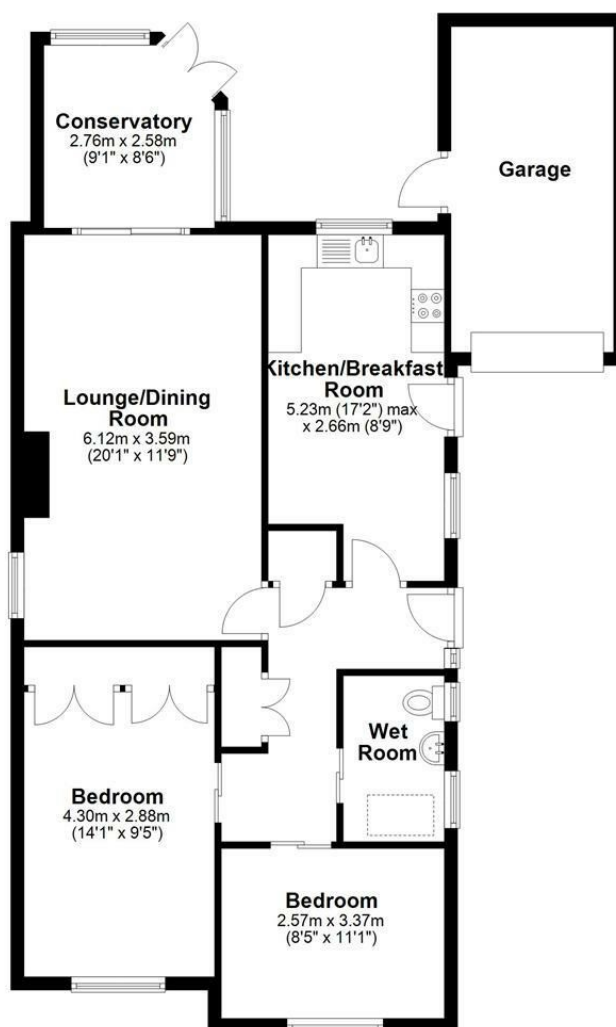 Conservatory
2.76m x 2.58m
(9'1" x 8'6")
Garage
Kitchen/Breakfast
Room
5.23m (17'2") max
x 2.66m (8'9")
Lounge/Dining
Room
6.12m x 3.59m
(20'1" x 11'9")
Wet
Room
Bedroom
4.30m x 2.88m
(14'1" x 9'5")
Bedroom
2.57m x 3.37m
(8'5" x 11'1")